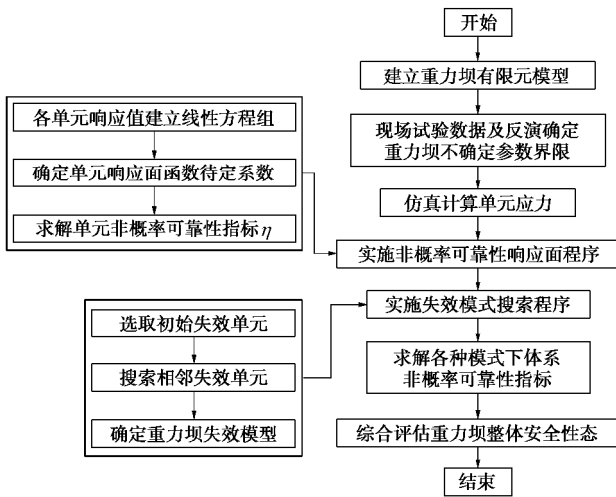 开始
建立重力坝有限元模型
现场试验数据及反演确定
重力坝不确定参数界限
仿真计算单元应力
实施非概率可靠性响应面程序
实施失效模式搜索程序
求解各种模式下体系
非概率可靠性指标
综合评估重力坝整体安全性态
结束
各单元响应值建立线性方程组
确定单元响应面函数待定系数
求解单元非概率可靠性指标η
选取初始失效单元
搜索相邻失效单元
确定重力坝失效模型